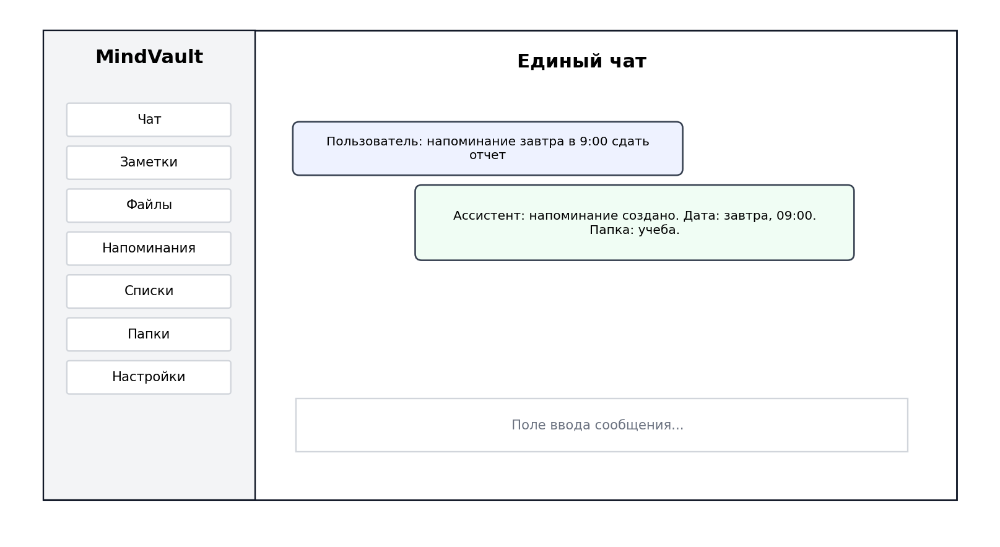 MindVault
Чат
Заметки
Файлы
Напоминания
Списки
Папки
Настройки
Единый чат
Пользователь: напоминание завтра в 9:00 сдать
отчет
Ассистент: напоминание создано. Дата: завтра, 09:00.
Папка: учеба.
Поле ввода сообщения...